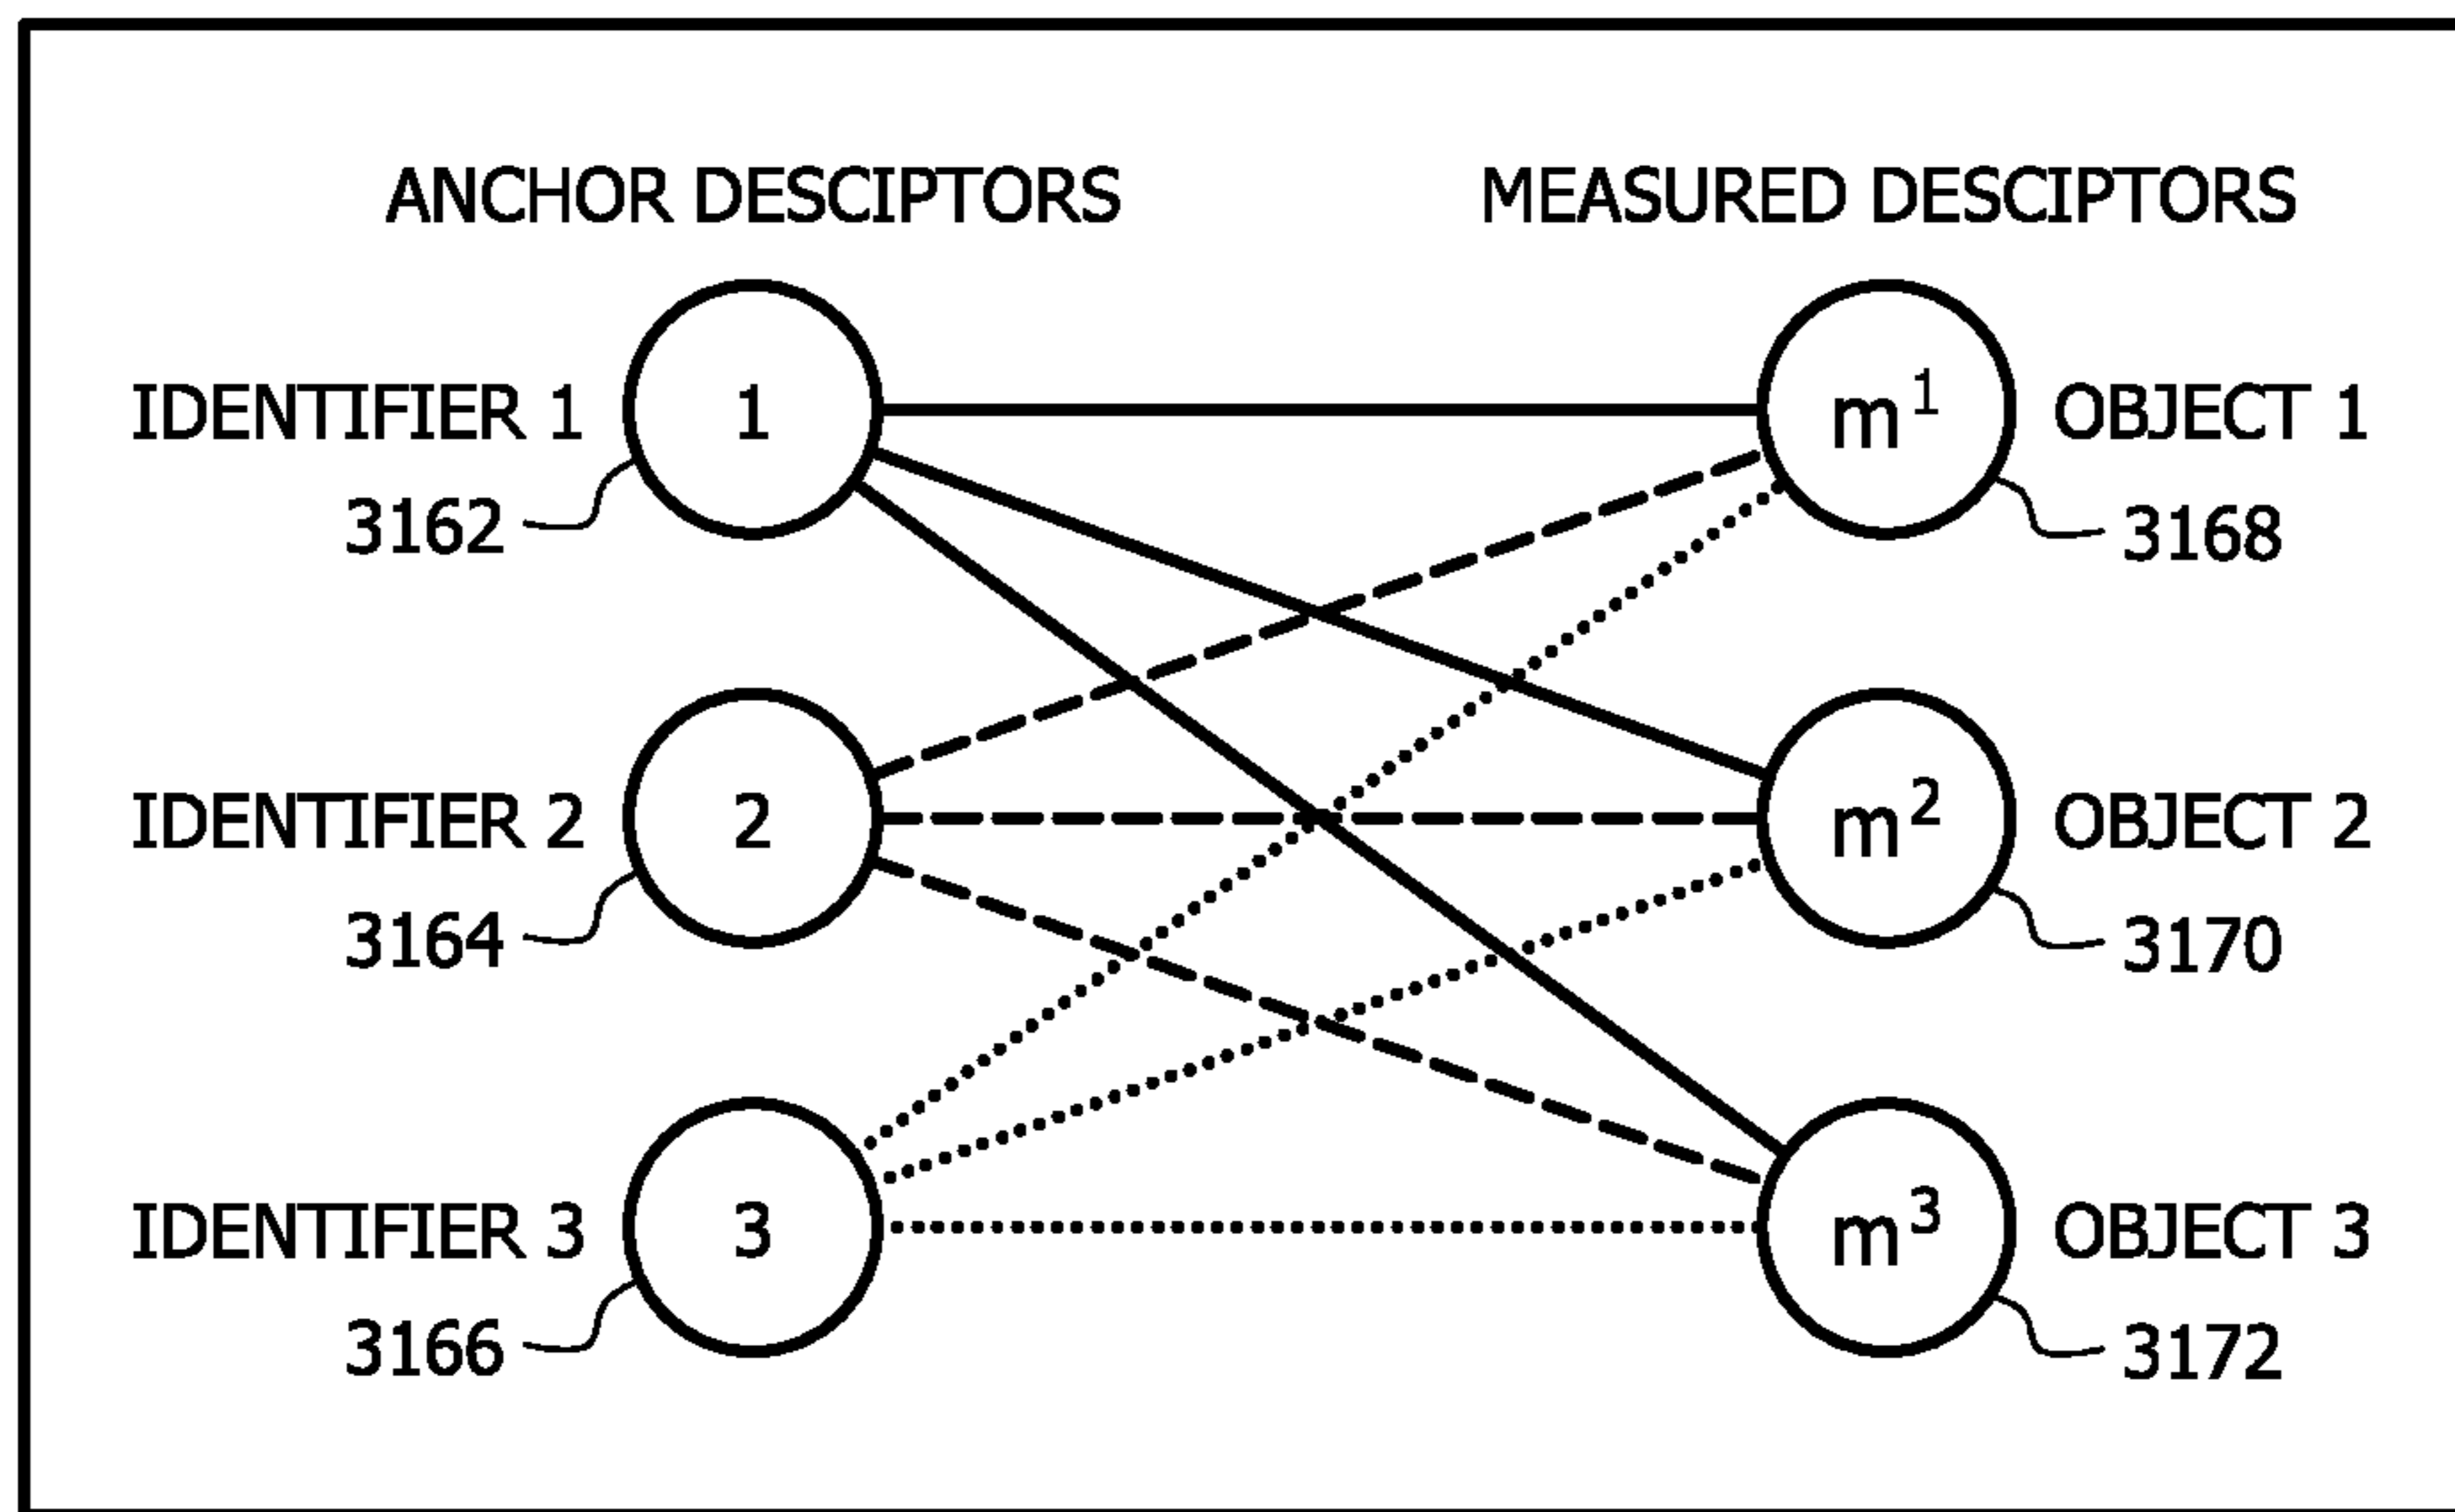 ANCHOR DESCIPTORS MEASURED DESCIPTORS
IDENTIFIER 1 1 m¹ OBJECT 1
3162 3168
IDENTIFIER 2 2 m² OBJECT 2
3164 3170
IDENTIFIER 3 3 m³ OBJECT 3
3166 3172